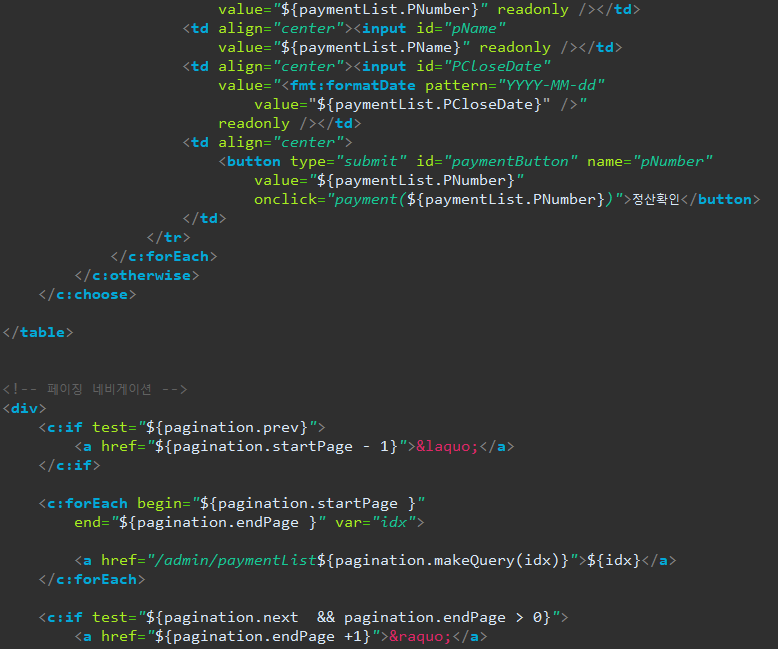 value="${paymentList.PNumber}" readonly /></td>
<td align="center"><input id="pName"
value="${paymentList.PName}" readonly /></td>
<td align="center"><input id="PCloseDate"
value="<fmt:formatDate pattern="YYYY-MM-dd"
value="${paymentList.PCloseDate}" />"
readonly /></td>
<td align="center">
<button type="submit" id="paymentButton" name="pNumber"
value="${paymentList.PNumber}"
onclick="payment(${paymentList.PNumber})">정산확인</button>
</td>
</tr>
</c:forEach>
</c:otherwise>
</c:choose>
</table>
<!-- 페이징 네비게이션 -->
<div>
<c:if test="${pagination.prev}">
<a href="${pagination.startPage - 1}">&laquo;</a>
</c:if>
<c:forEach begin="${pagination.startPage }"
end="${pagination.endPage }" var="idx">
<a href="/admin/paymentList${pagination.makeQuery(idx)}">${idx}</a>
</c:forEach>
<c:if test="${pagination.next  && pagination.endPage > 0}">
<a href="${pagination.endPage +1}">&raquo;</a>